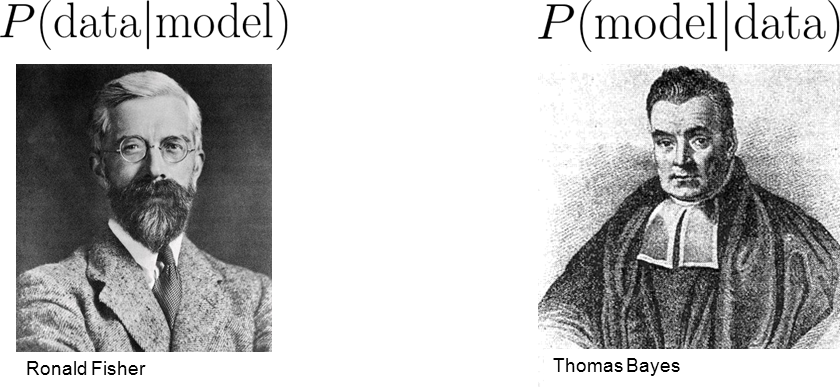 P(data|model)
P(model|data)
Ronald Fisher
Thomas Bayes